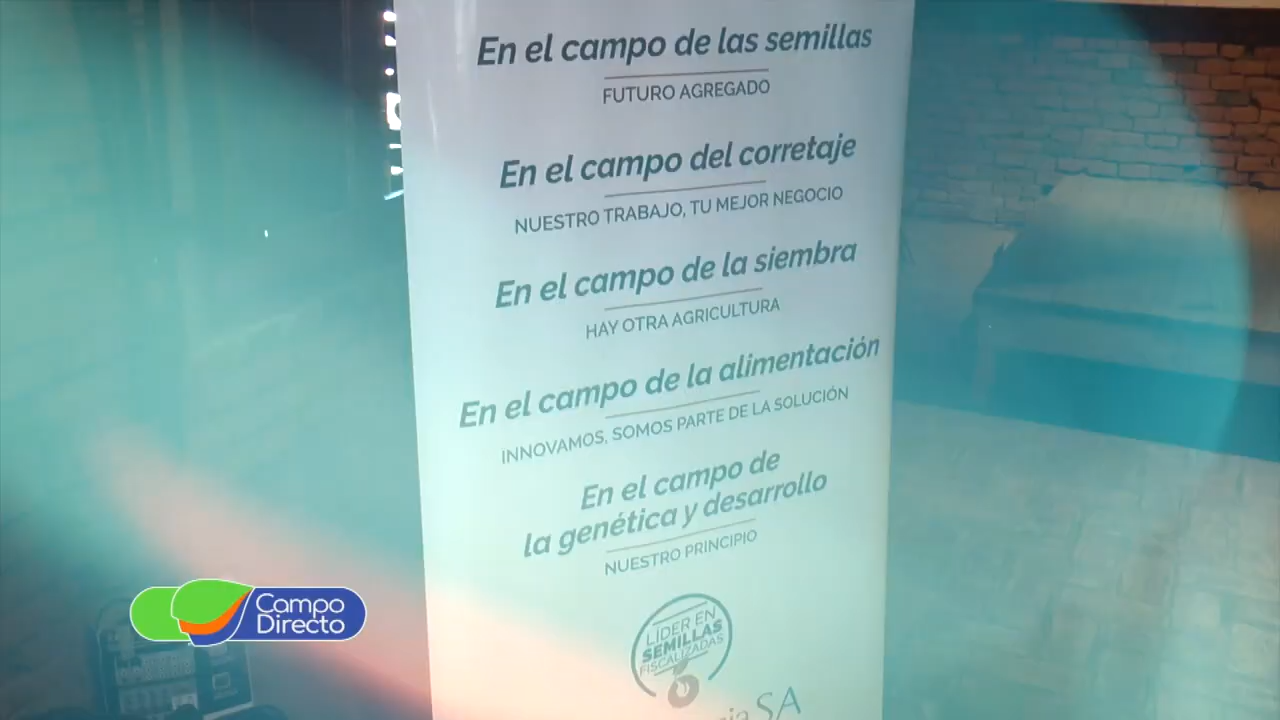 En el campo de las semillas
FUTURO AGREGADO
En el campo del corretaje
NUESTRO TRABAJO, TU MEJOR NEGOCIO
En el campo de la siembra
HAY OTRA AGRICULTURA
En el campo de la alimentación
INNOVAMOS, SOMOS PARTE DE LA SOLUCIÓN
En el campo de
la genética y desarrollo
NUESTRO PRINCIPIO
LÍDER EN
SEMILLAS
FISCALIZADAS
SA
Campo
Directo